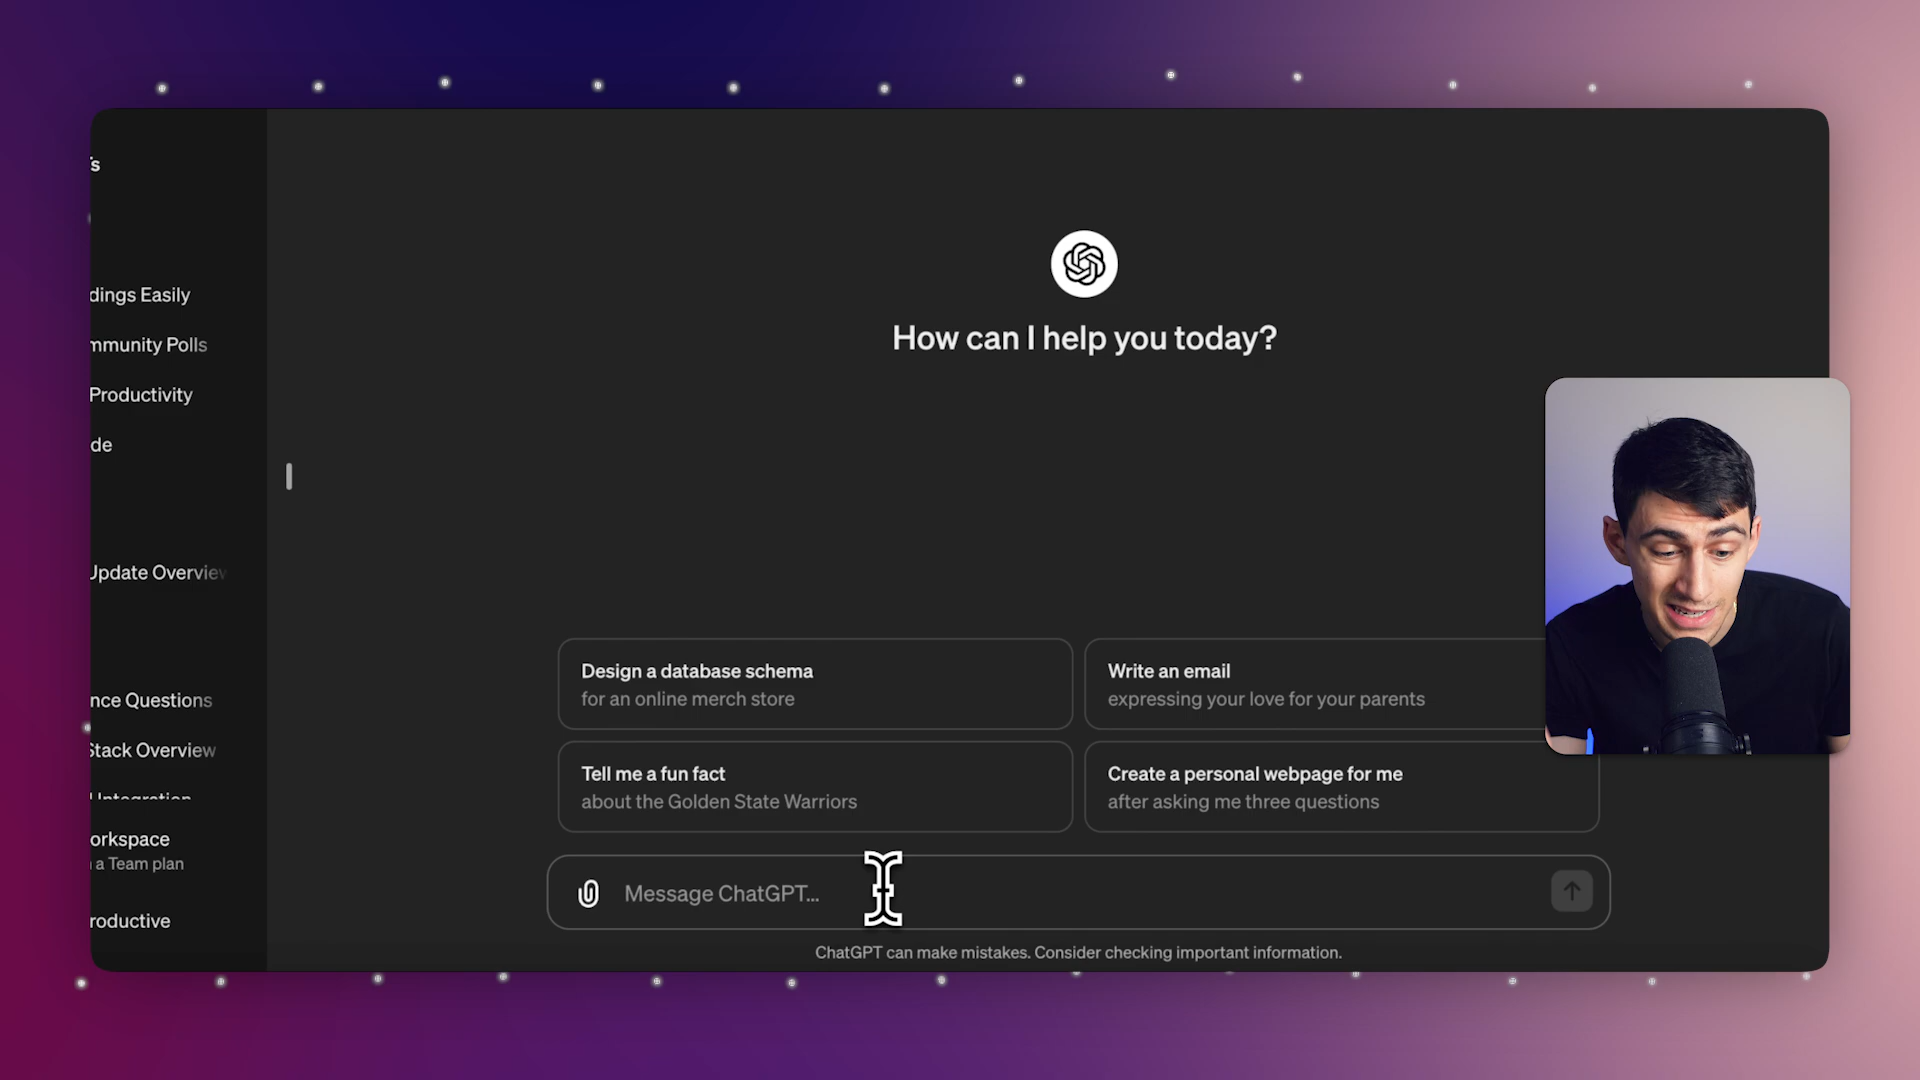 dings Easily
mmunity Polls
Productivity
de
Update Overview
nce Questions
Stack Overview
orkspace
a Team plan
roductive
How can I help you today?
Design a database schema
for an online merch store
Write an email
expressing your love for your parents
Tell me a fun fact
about the Golden State Warriors
Create a personal webpage for me
after asking me three questions
Message ChatGPT...
ChatGPT can make mistakes. Consider checking important information.